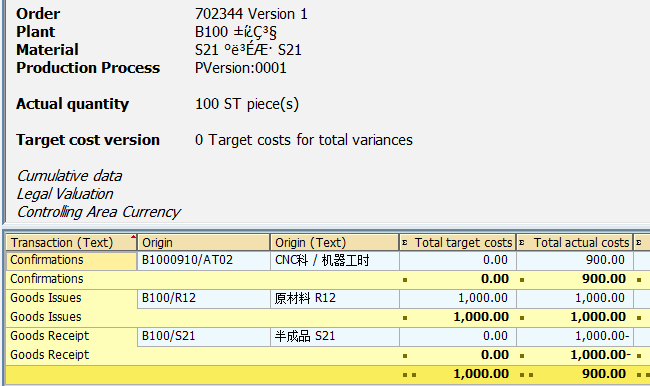 Order 702344 Version 1
Plant B100 ±í¿Ç³§
Material S21 °ë³ÉÆ· S21
Production Process PVersion:0001
Actual quantity 100 ST piece(s)
Target cost version 0 Target costs for total variances
Cumulative data
Legal Valuation
Controlling Area Currency
Transaction (Text) Origin Origin (Text) Σ Total target costs Σ Total actual costs Σ
Confirmations B1000910/AT02 CNC科 / 机器工时 0.00 900.00
Confirmations 0.00 900.00
Goods Issues B100/R12 原材料 R12 1,000.00 1,000.00
Goods Issues 1,000.00 1,000.00
Goods Receipt B100/S21 半成品 S21 0.00 1,000.00-
Goods Receipt 0.00 1,000.00-
1,000.00 900.00